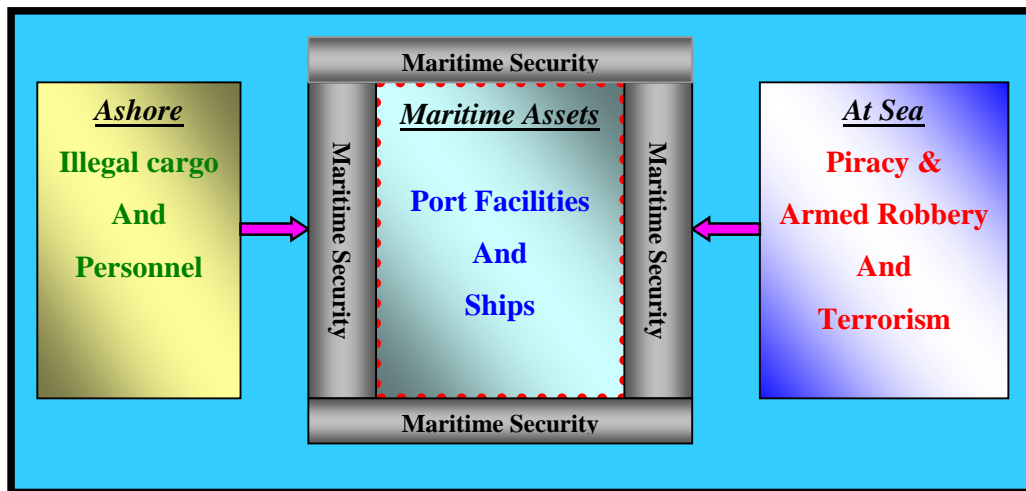 Maritime Security
Ashore
Illegal cargo
And
Personnel
Maritime Security
Maritime Assets
Port Facilities
And
Ships
Maritime Security
At Sea
Piracy &
Armed Robbery
And
Terrorism
Maritime Security